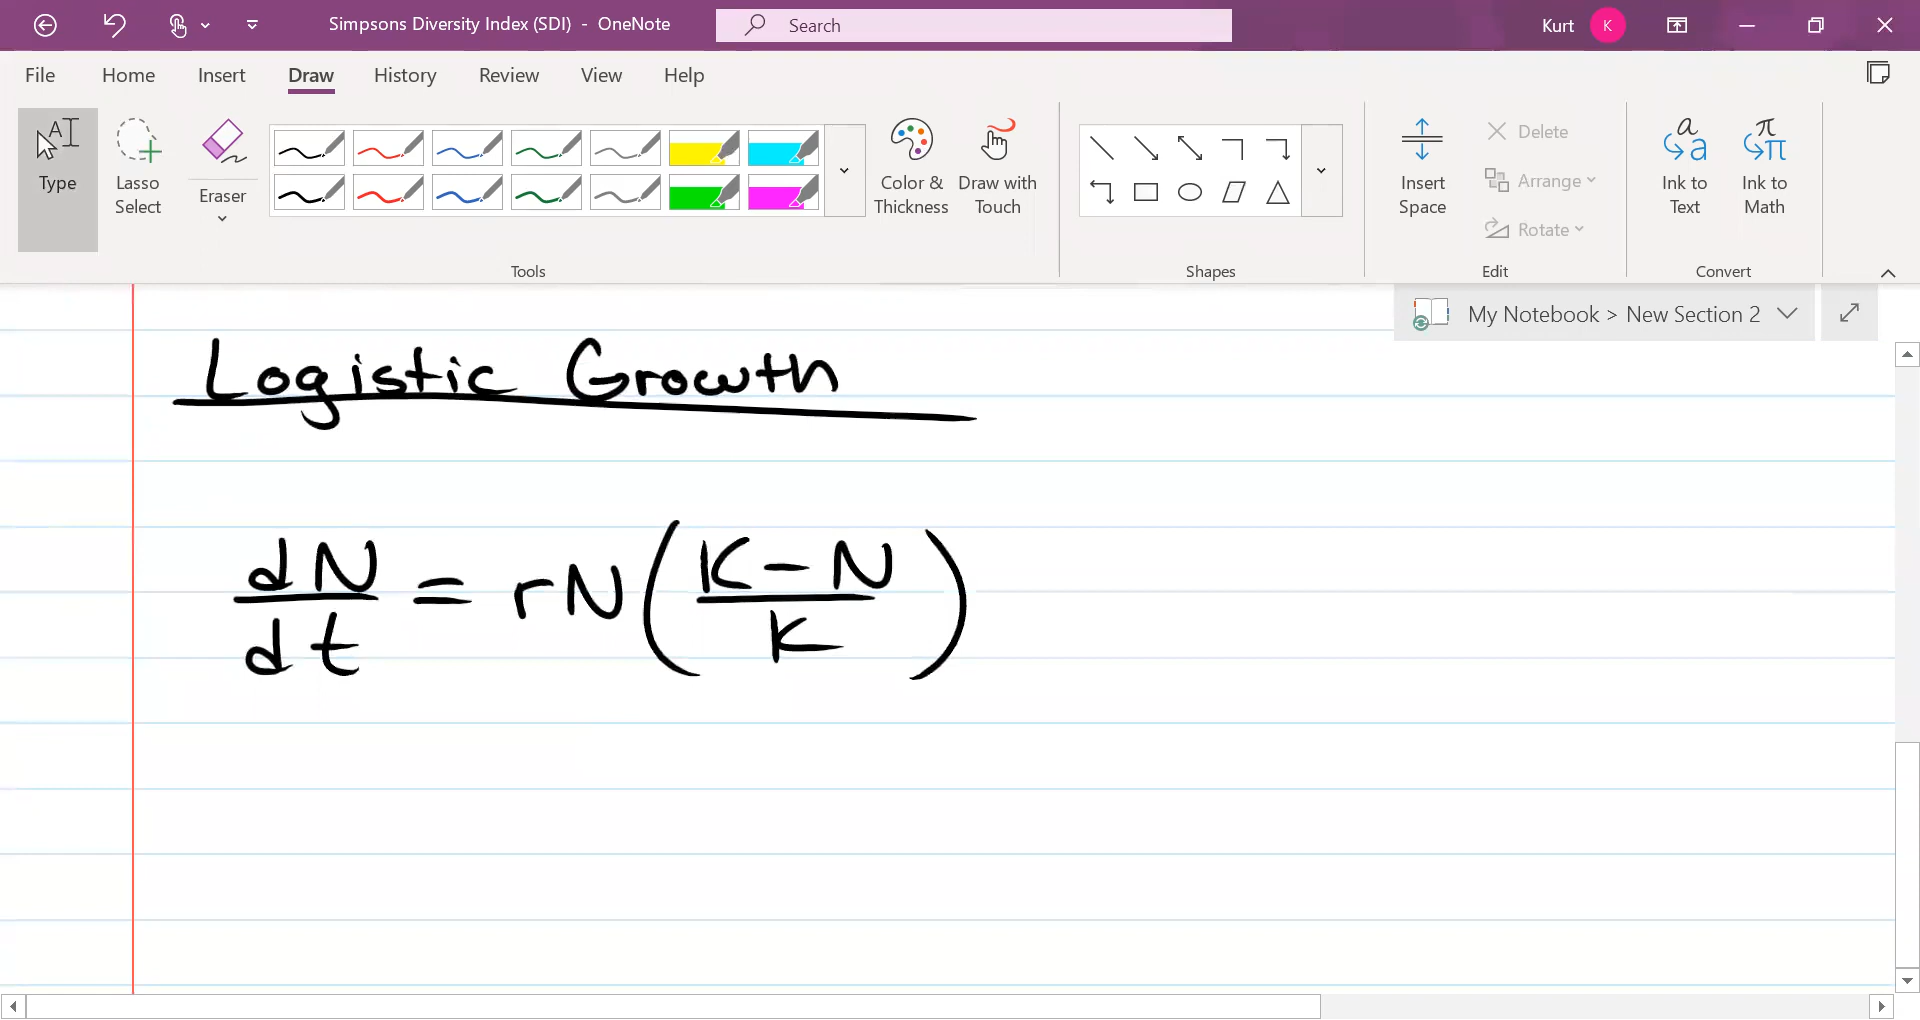 Simpsons Diversity Index (SDI) - OneNote
Search
Kurt K
File Home Insert Draw History Review View Help
Type
Lasso Select
Eraser
Color & Thickness
Draw with Touch
Insert Space
Delete
Arrange
Rotate
Ink to Text
Ink to Math
Tools Shapes Edit Convert
My Notebook > New Section 2
Logistic Growth
dN/dt = rN((K-N)/K)